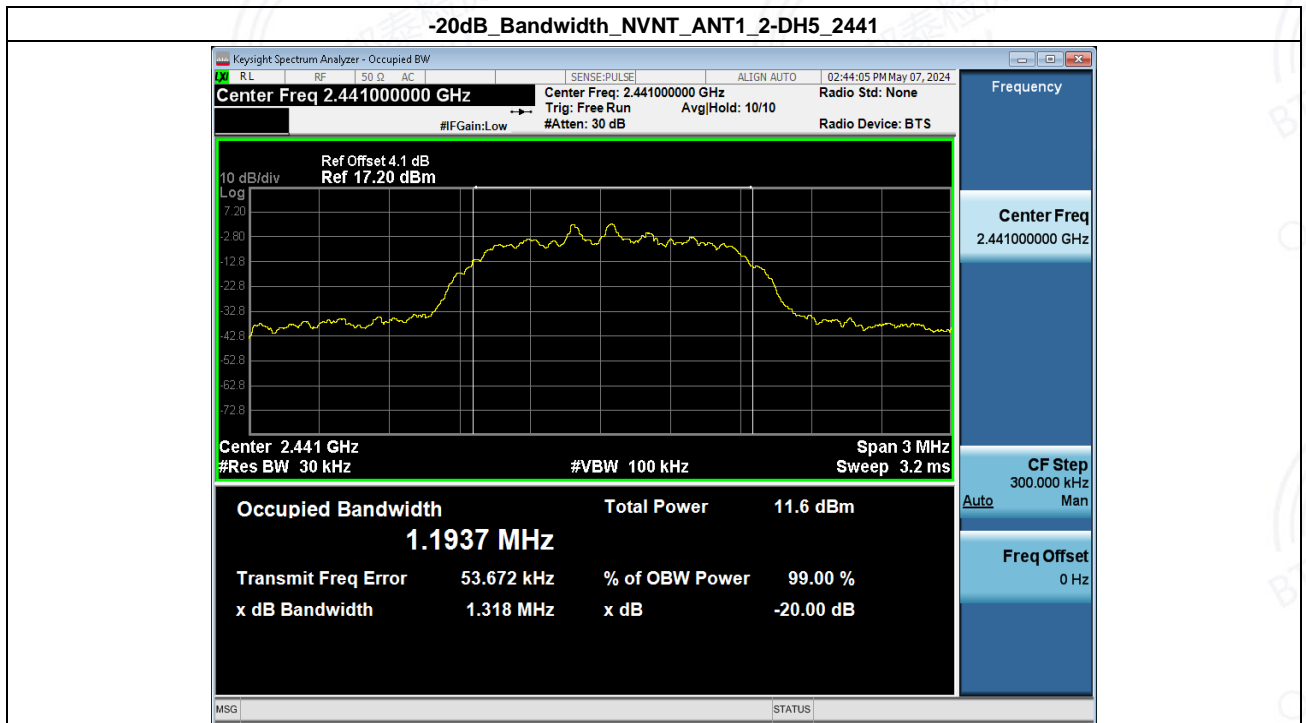 -20dB_Bandwidth_NVNT_ANT1_2-DH5_2441
Keysight Spectrum Analyzer - Occupied BW
LXI RL RF 50 Ω AC SENSE:PULSE ALIGN AUTO 02:44:05 PM May 07, 2024
Center Freq 2.441000000 GHz
Center Freq: 2.441000000 GHz Radio Std: None
Trig: Free Run Avg|Hold: 10/10
#IFGain:Low #Atten: 30 dB Radio Device: BTS
Ref Offset 4.1 dB
10 dB/div Ref 17.20 dBm
Log
7.20
-2.80
-12.8
-22.8
-32.8
-42.8
-52.8
-62.8
-72.8
Center 2.441 GHz Span 3 MHz
#Res BW 30 kHz #VBW 100 kHz Sweep 3.2 ms
Occupied Bandwidth Total Power 11.6 dBm
1.1937 MHz
Transmit Freq Error 53.672 kHz % of OBW Power 99.00 %
x dB Bandwidth 1.318 MHz x dB -20.00 dB
MSG STATUS
Frequency
Center Freq
2.441000000 GHz
CF Step
300.000 kHz
Auto Man
Freq Offset
0 Hz